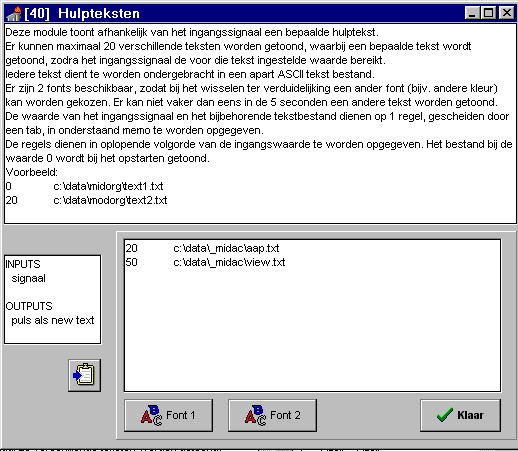 [40] Hulpteksten
Deze module toont afhankelijk van het ingangssignaal een bepaalde hulptekst.
Er kunnen maximaal 20 verschillende teksten worden getoond, waarbij een bepaalde tekst wordt
getoond, zodra het ingangssignaal de voor die tekst ingestelde waarde bereikt.
Iedere tekst dient te worden ondergebracht in een apart ASCII tekst bestand.
Er zijn 2 fonts beschikbaar, zodat bij het wisselen ter verduidelijking een ander font (bijv. andere kleur)
kan worden gekozen. Er kan niet vaker dan eens in de 5 seconden een andere tekst worden getoond.
De waarde van het ingangssignaal en het bijbehorende tekstbestand dienen op 1 regel, gescheiden door
een tab, in onderstaand memo te worden opgegeven.
De regels dienen in oplopende volgorde van de ingangswaarde te worden opgegeven. Het bestand bij de
waarde 0 wordt bij het opstarten getoond.
Voorbeeld:
0 c:\data\midorg\text1.txt
20 c:\data\modorg\text2.txt
INPUTS
signaal
OUTPUTS
puls als new text
20 c:\data\_midac\aap.txt
50 c:\data\_midac\view.txt
ABC Font 1
ABC Font 2
Klaar